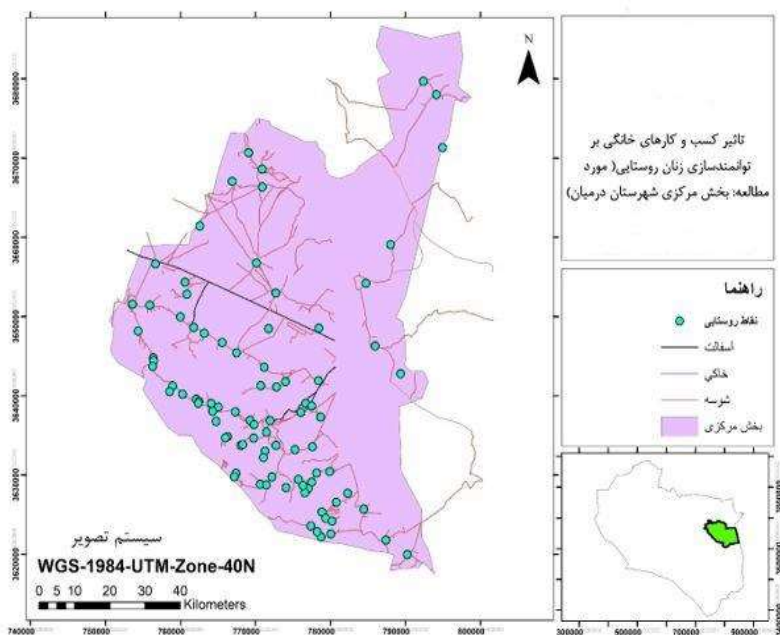 N
تاثیر کسب و کارهای خانگی بر
توانمندسازی زنان روستایی( مورد
مطالعه: بخش مرکزی شهرستان درمیان)
راهنما
نقاط روستایی
آسفالت
خاکی
شوسه
بخش مرکزی
سیستم تصویر
WGS-1984-UTM-Zone-40N
0 5 10 20 30 40
Kilometers
3680000
3670000
3660000
3650000
3640000
3630000
3620000
740000 750000 760000 770000 780000 790000 800000
500000 600000 700000 800000